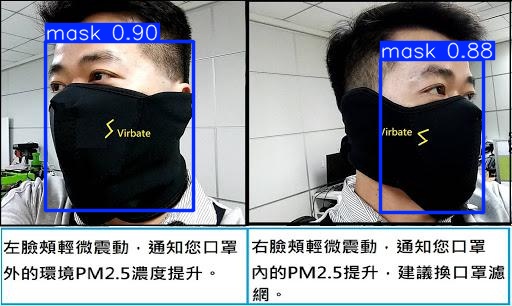 mask 0.90
Virbate
左臉頰輕微震動，通知您口罩
外的環境PM2.5濃度提升。
mask 0.88
Virbate
右臉頰輕微震動，通知您口罩
內的PM2.5提升，建議換口罩濾
網。